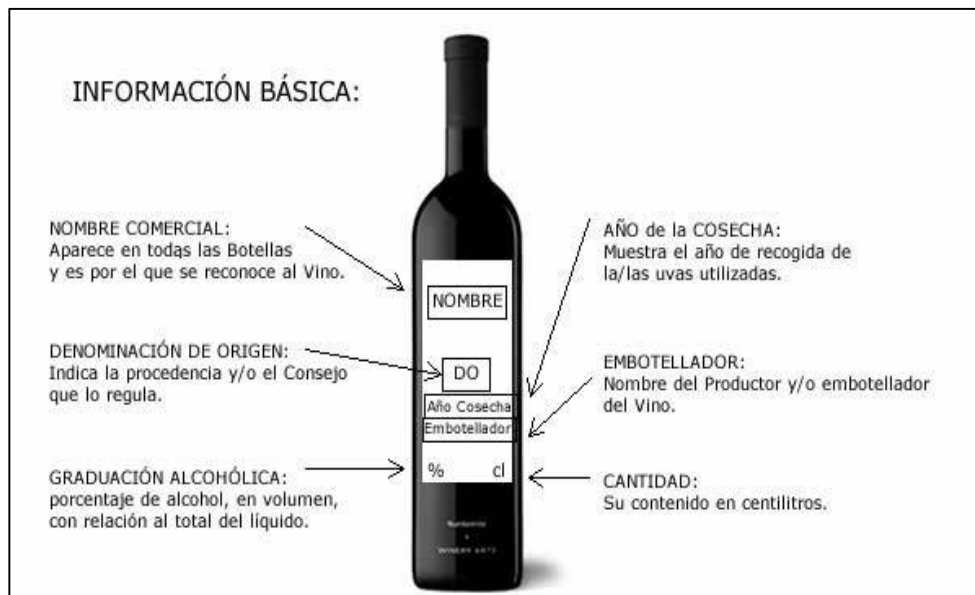 INFORMACIÓN BÁSICA:
NOMBRE COMERCIAL:
Aparece en todas las Botellas
y es por el que se reconoce al Vino.
DENOMINACIÓN DE ORIGEN:
Indica la procedencia y/o el Consejo
que lo regula.
GRADUACIÓN ALCOHÓLICA:
porcentaje de alcohol, en volumen,
con relación al total del líquido.
NOMBRE
DO
Año Cosecha
Embotellador
% cl
WINERY ARTS
AÑO de la COSECHA:
Muestra el año de recogida de
la/las uvas utilizadas.
EMBOTELLADOR:
Nombre del Productor y/o embotellador
del Vino.
CANTIDAD:
Su contenido en centilitros.